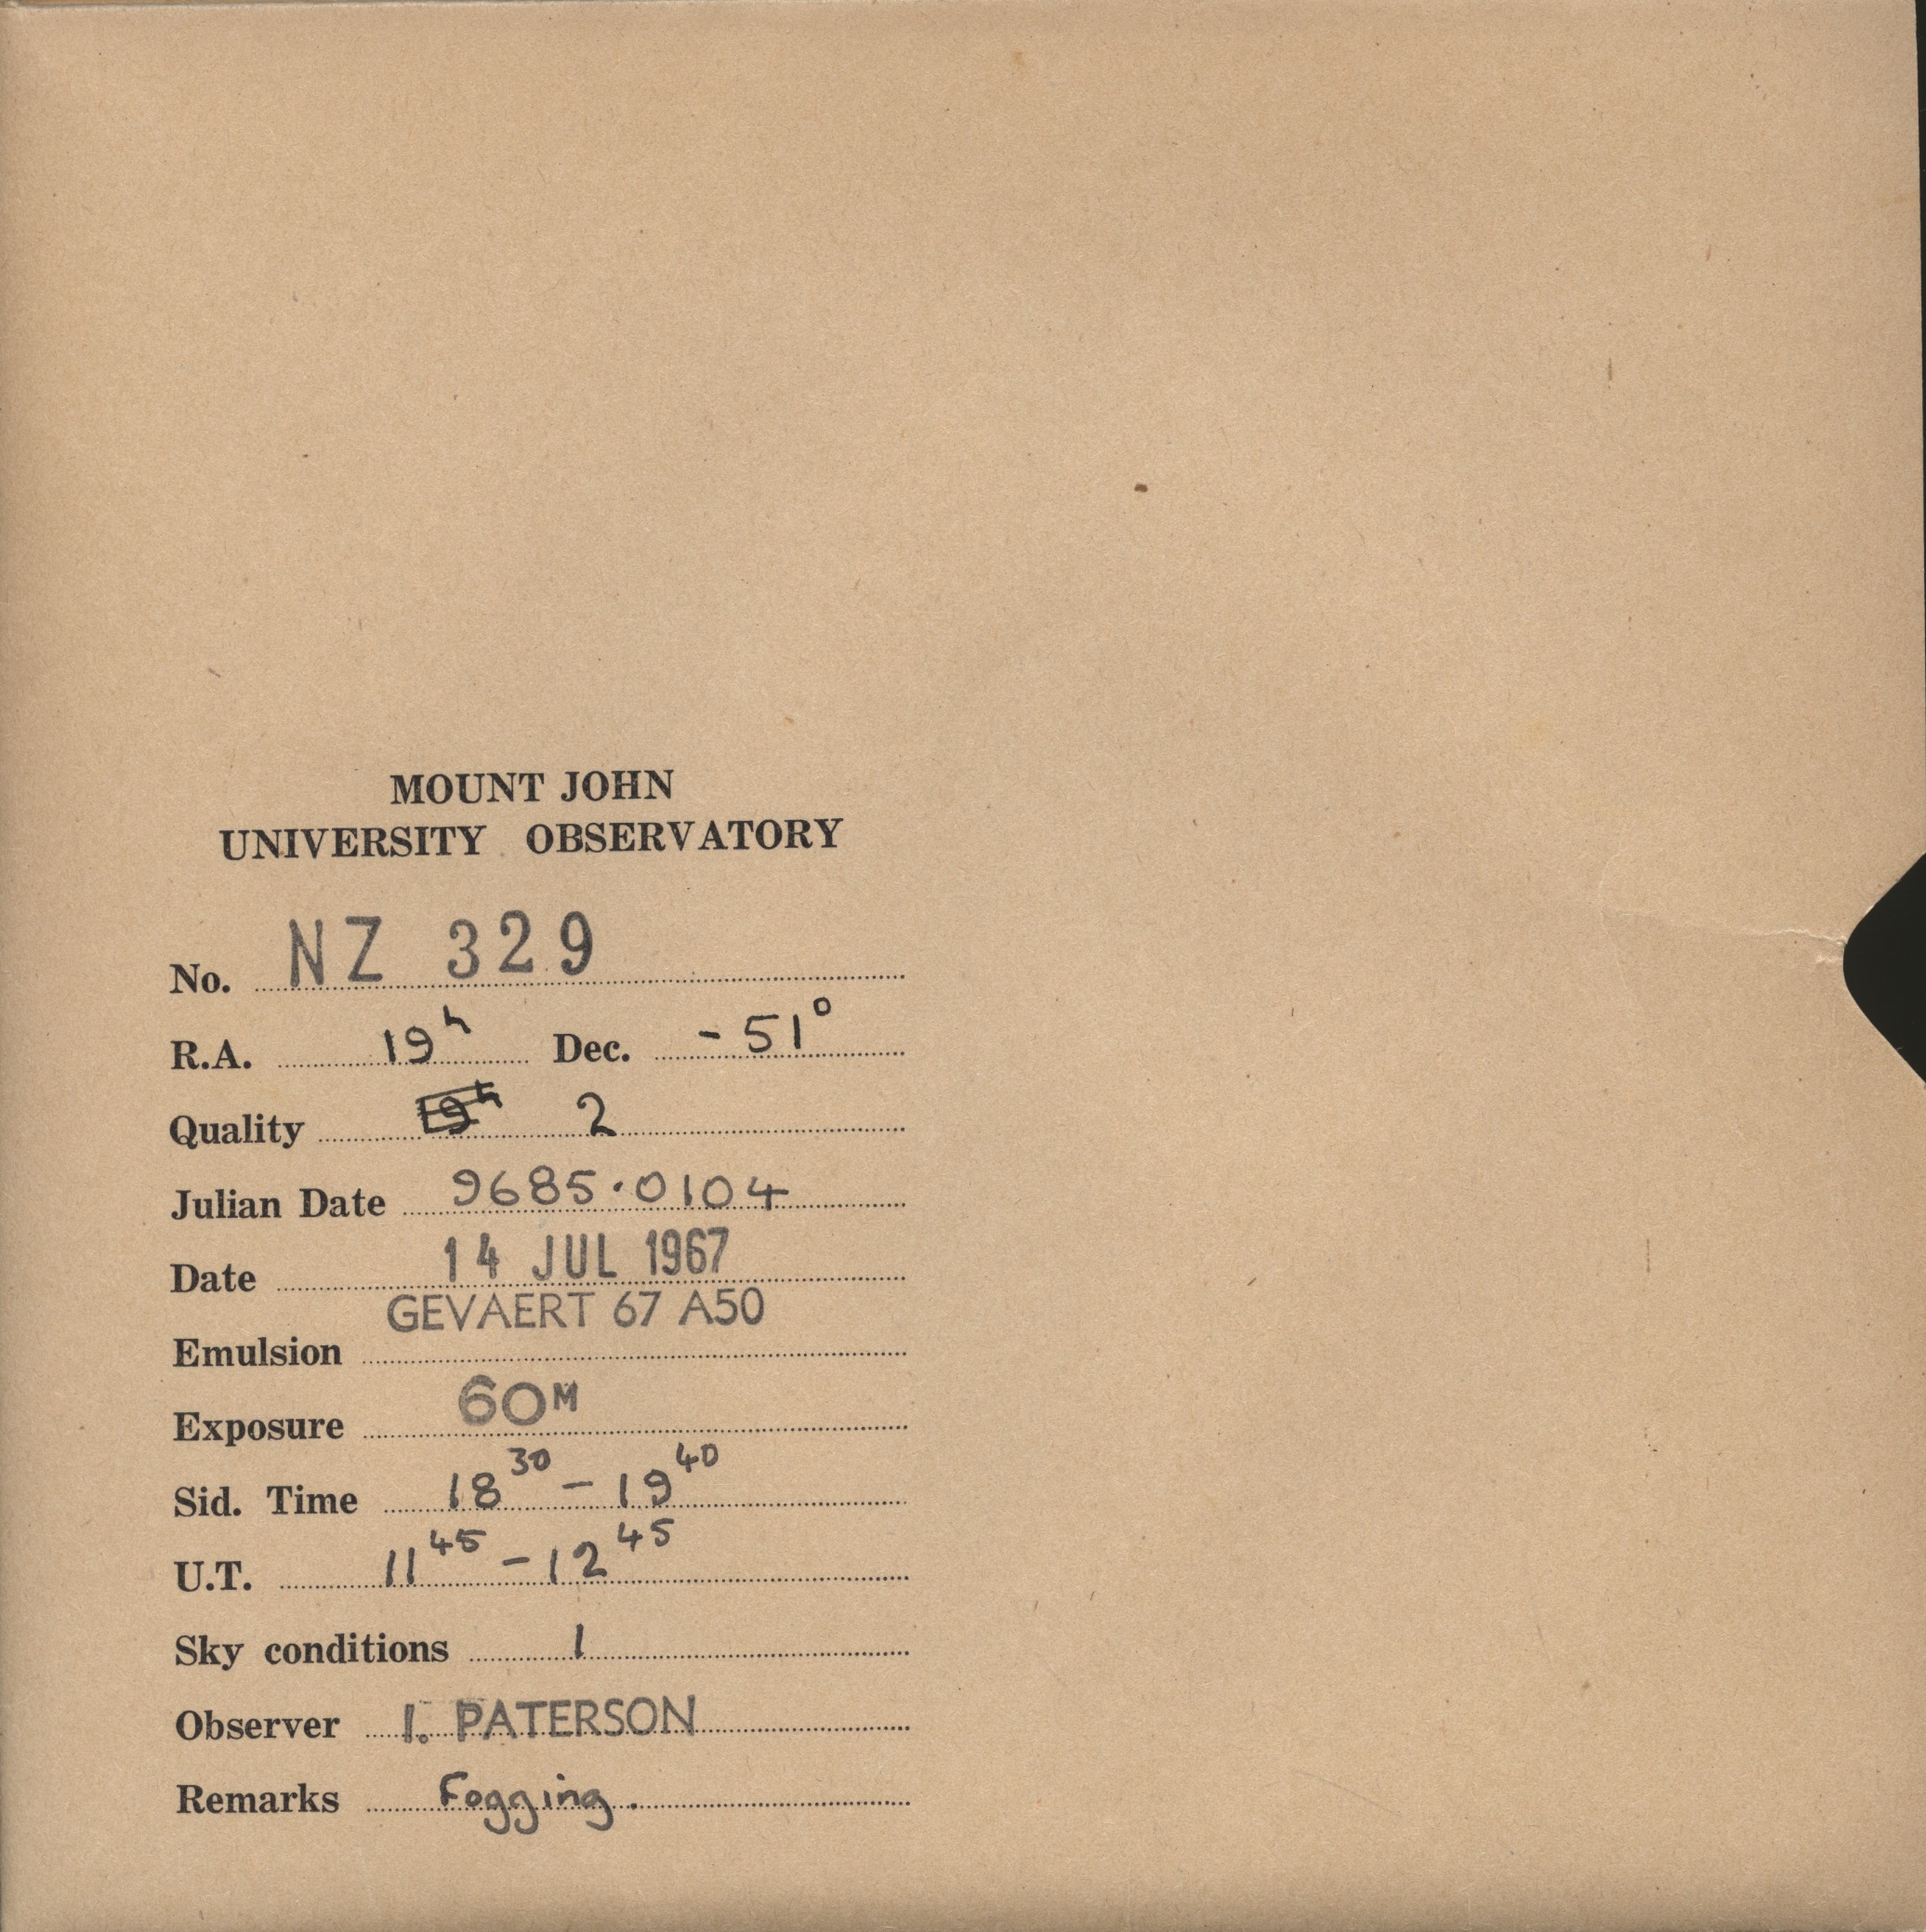 MOUNT JOHN
UNIVERSITY OBSERVATORY
No. NZ 329
R.A. 19h Dec. -51°
Quality 19h 2
Julian Date 9685.0104
Date 14 JUL 1967
GEVAERT 67 A50
Emulsion
Exposure 60M
Sid. Time 18 30 - 19 40
U.T. 11 45 - 12 45
Sky conditions 1
Observer I. PATERSON
Remarks Fogging.